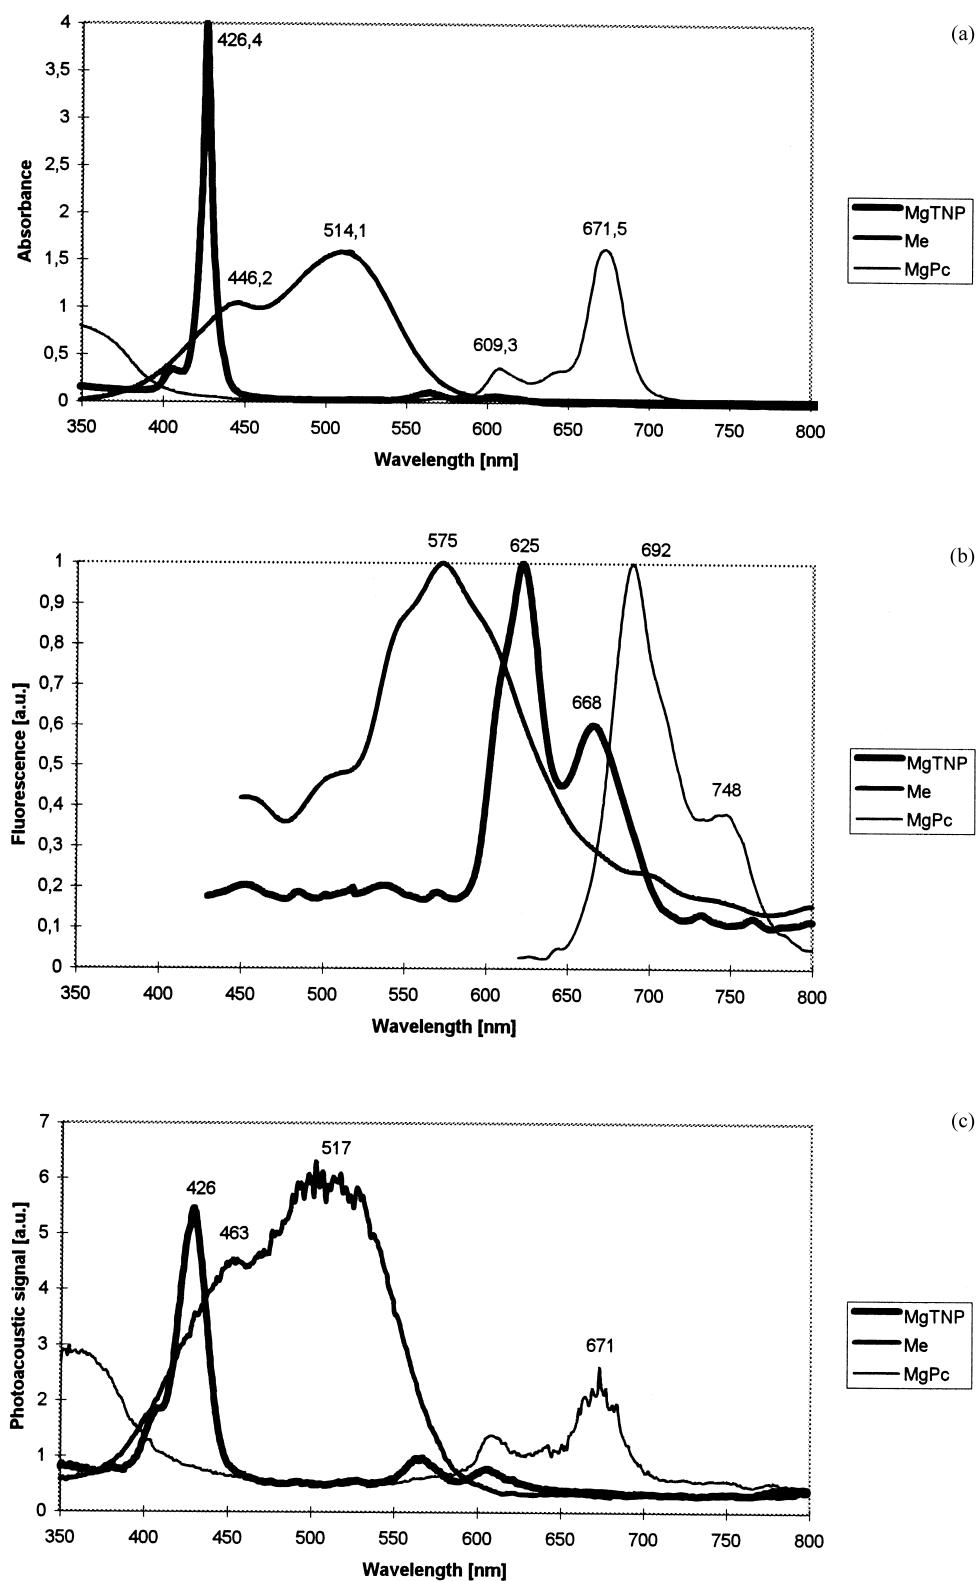 (a)
4
3,5
3
2,5
2
1,5
1
0,5
0
Absorbance
426,4
446,2
514,1
609,3
671,5
350 400 450 500 550 600 650 700 750 800
Wavelength [nm]
MgTNP
Me
MgPc
(b)
575 625 692
1
0,9
0,8
0,7
0,6
0,5
0,4
0,3
0,2
0,1
0
Fluorescence [a.u.]
668
748
350 400 450 500 550 600 650 700 750 800
Wavelength [nm]
MgTNP
Me
MgPc
(c)
7
6
5
4
3
2
1
0
Photoacoustic signal [a.u.]
426
463
517
671
350 400 450 500 550 600 650 700 750 800
Wavelength [nm]
MgTNP
Me
MgPc